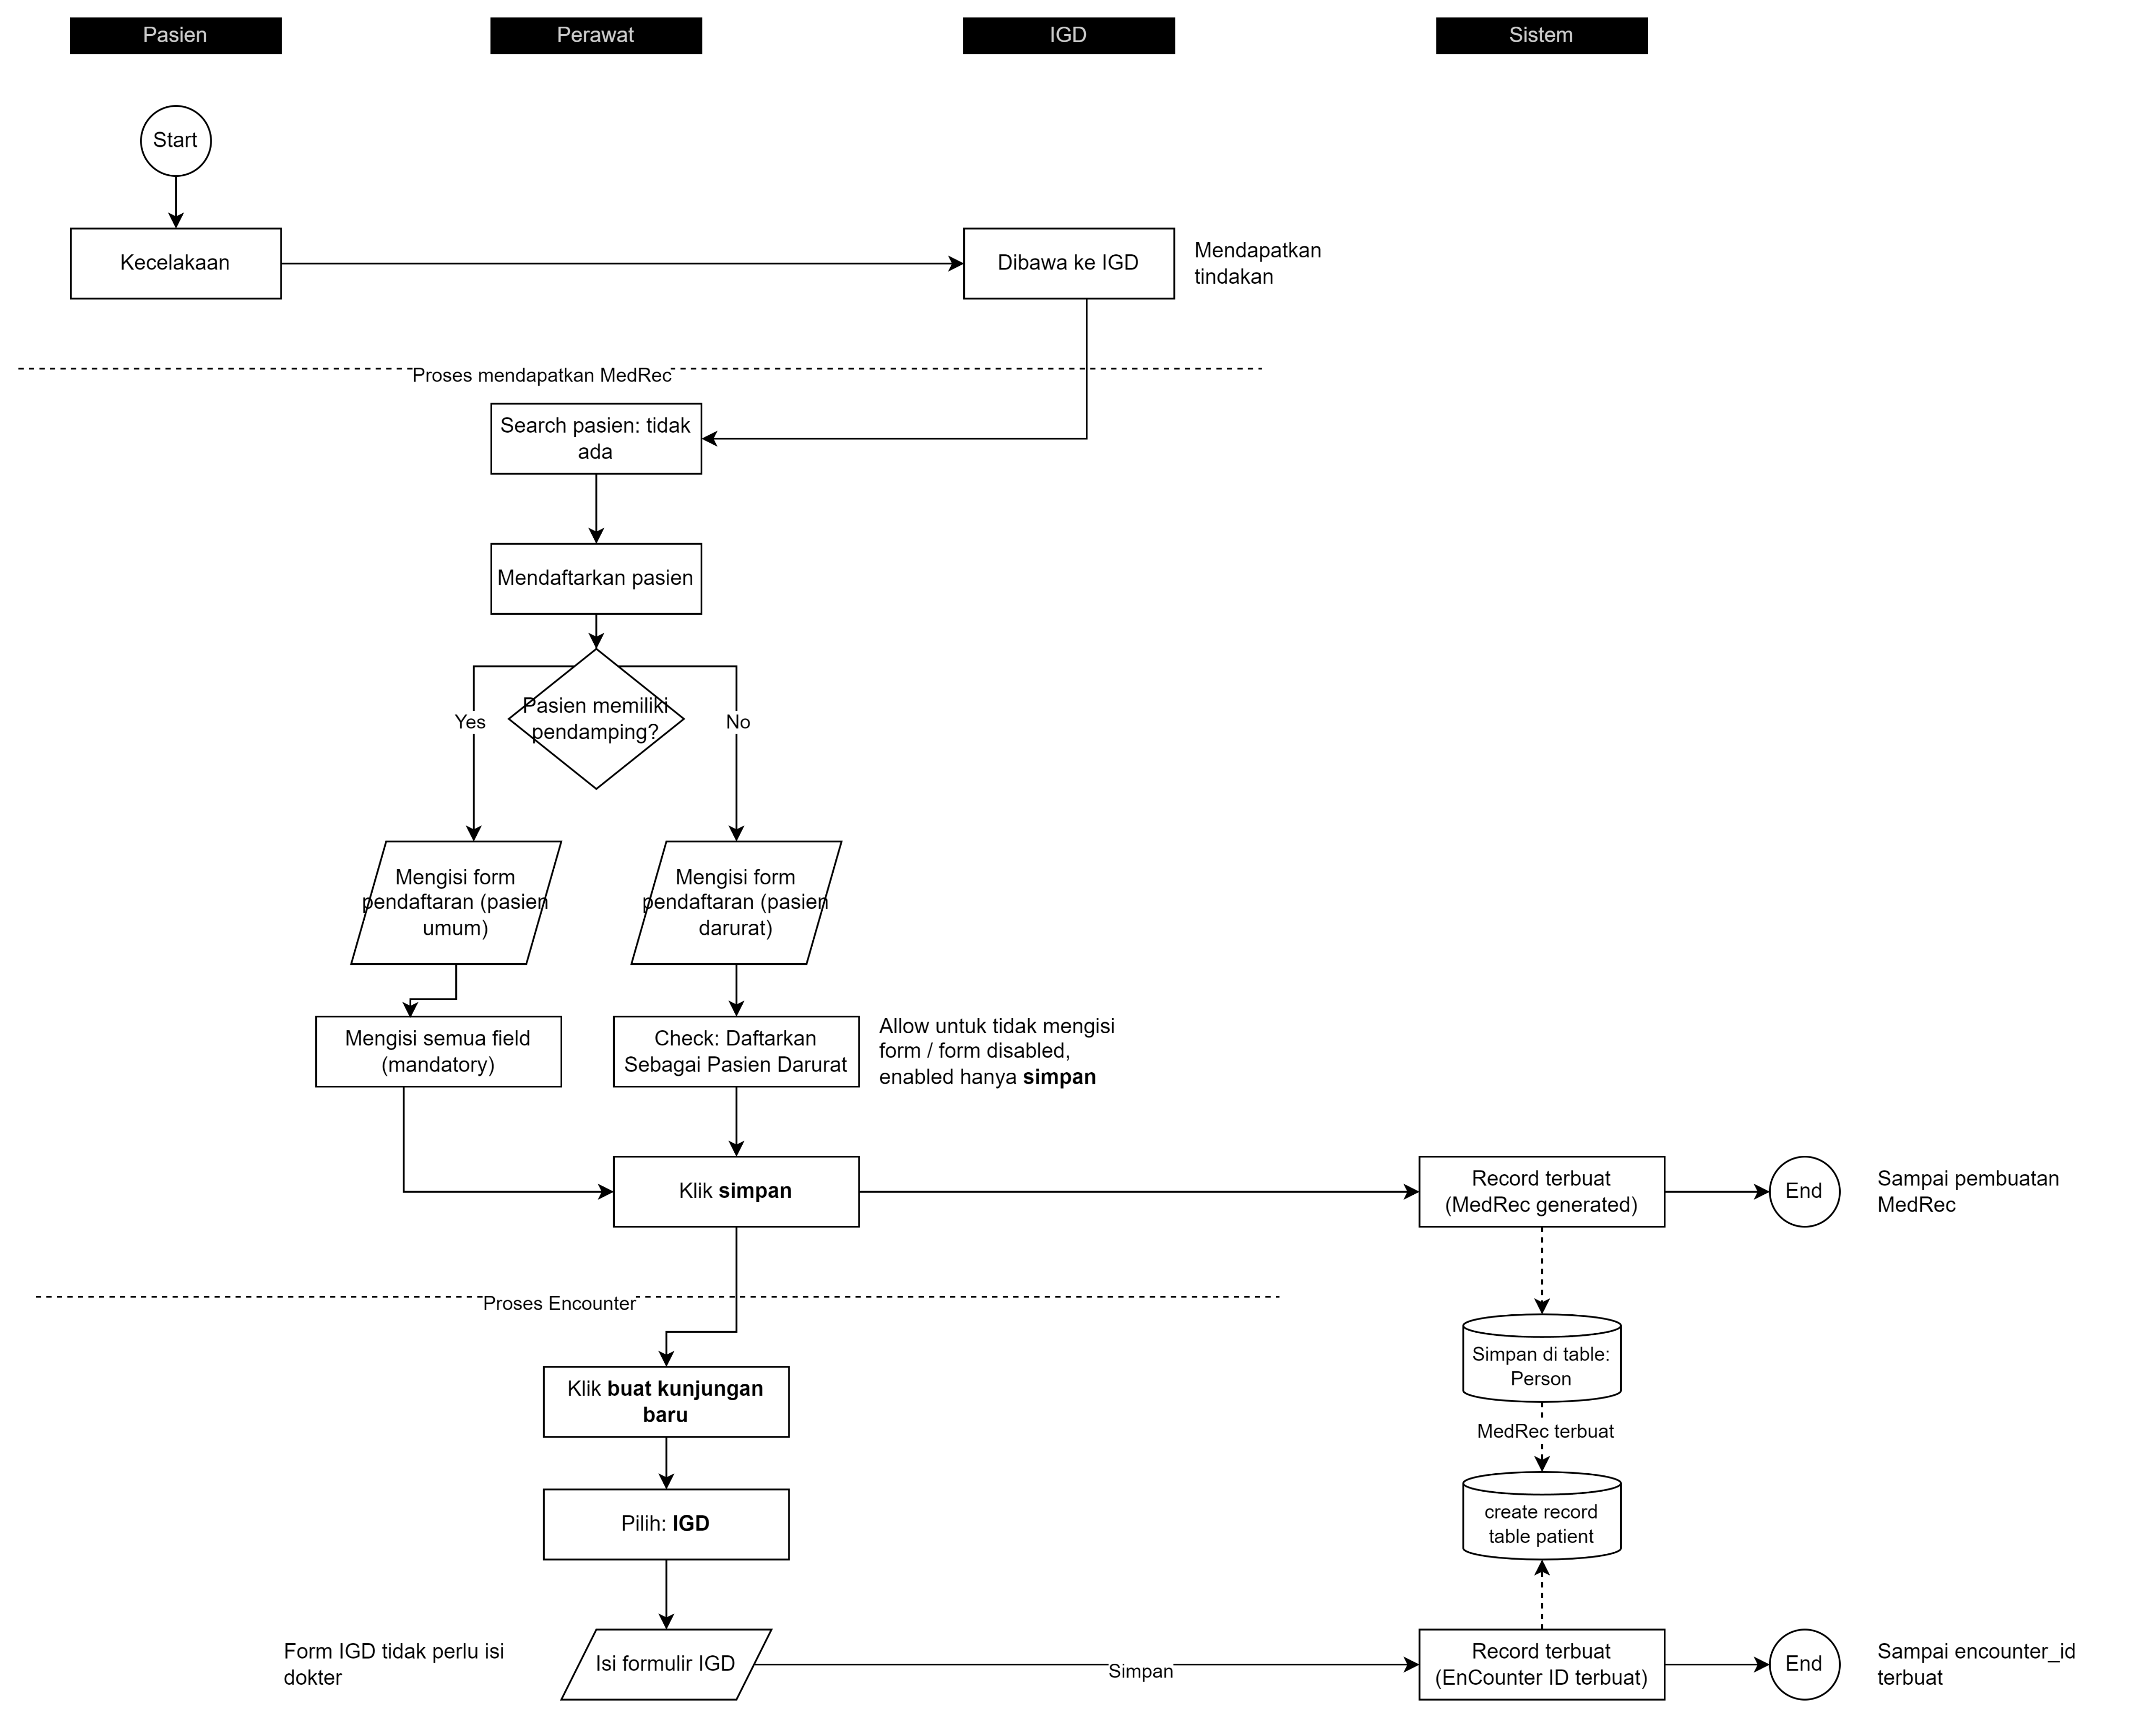 Pasien
Perawat
IGD
Sistem
Start
Kecelakaan
Dibawa ke IGD
Mendapatkan
tindakan
Proses mendapatkan MedRec
Search pasien: tidak
ada
Mendaftarkan pasien
Pasien memiliki
pendamping?
Yes
No
Mengisi form
pendaftaran (pasien
umum)
Mengisi form
pendaftaran (pasien
darurat)
Mengisi semua field
(mandatory)
Check: Daftarkan
Sebagai Pasien Darurat
Allow untuk tidak mengisi
form / form disabled,
enabled hanya simpan
Klik simpan
Record terbuat
(MedRec generated)
End
Sampai pembuatan
MedRec
Proses Encounter
Simpan di table:
Person
Klik buat kunjungan
baru
MedRec terbuat
Pilih: IGD
create record
table patient
Form IGD tidak perlu isi
dokter
Isi formulir IGD
Simpan
Record terbuat
(EnCounter ID terbuat)
End
Sampai encounter_id
terbuat